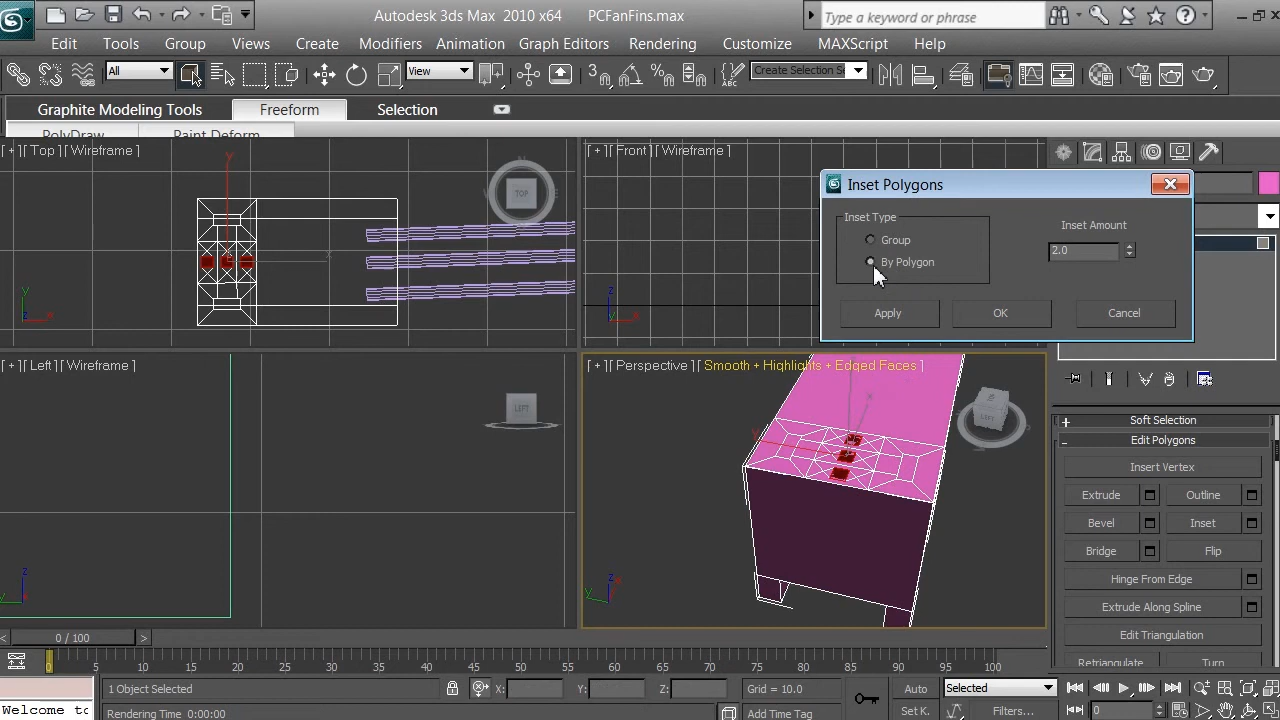 Autodesk 3ds Max 2010 x64 PCFanFins.max
Type a keyword or phrase
Edit Tools Group Views Create Modifiers Animation Graph Editors Rendering Customize MAXScript Help
All View Create Selection Se
Graphite Modeling Tools Freeform Selection
PolyDraw Paint Deform
[ + ][ Top ][ Wireframe ]
TOP
y
x
y
z
x
[ + ][ Front ][ Wireframe ]
Inset Polygons
Inset Type
Group
By Polygon
Inset Amount
2.0
Apply OK Cancel
[ + ][ Left ][ Wireframe ]
LEFT
z
y
[ + ][ Perspective ][ Smooth + Highlights + Edged Faces ]
LEFT
z
x
y
Soft Selection
Edit Polygons
Insert Vertex
Extrude Outline
Bevel Inset
Bridge Flip
Hinge From Edge
Extrude Along Spline
Edit Triangulation
Retriangulate Turn
< 0 / 100 >
0 5 10 15 20 25 30 35 40 45 50 55 60 65 70 75 80 85 90 95 100
1 Object Selected X: Y: Z: Grid = 10.0 Auto Selected
Welcome to Rendering Time 0:00:00 Add Time Tag Set K. Filters... 0